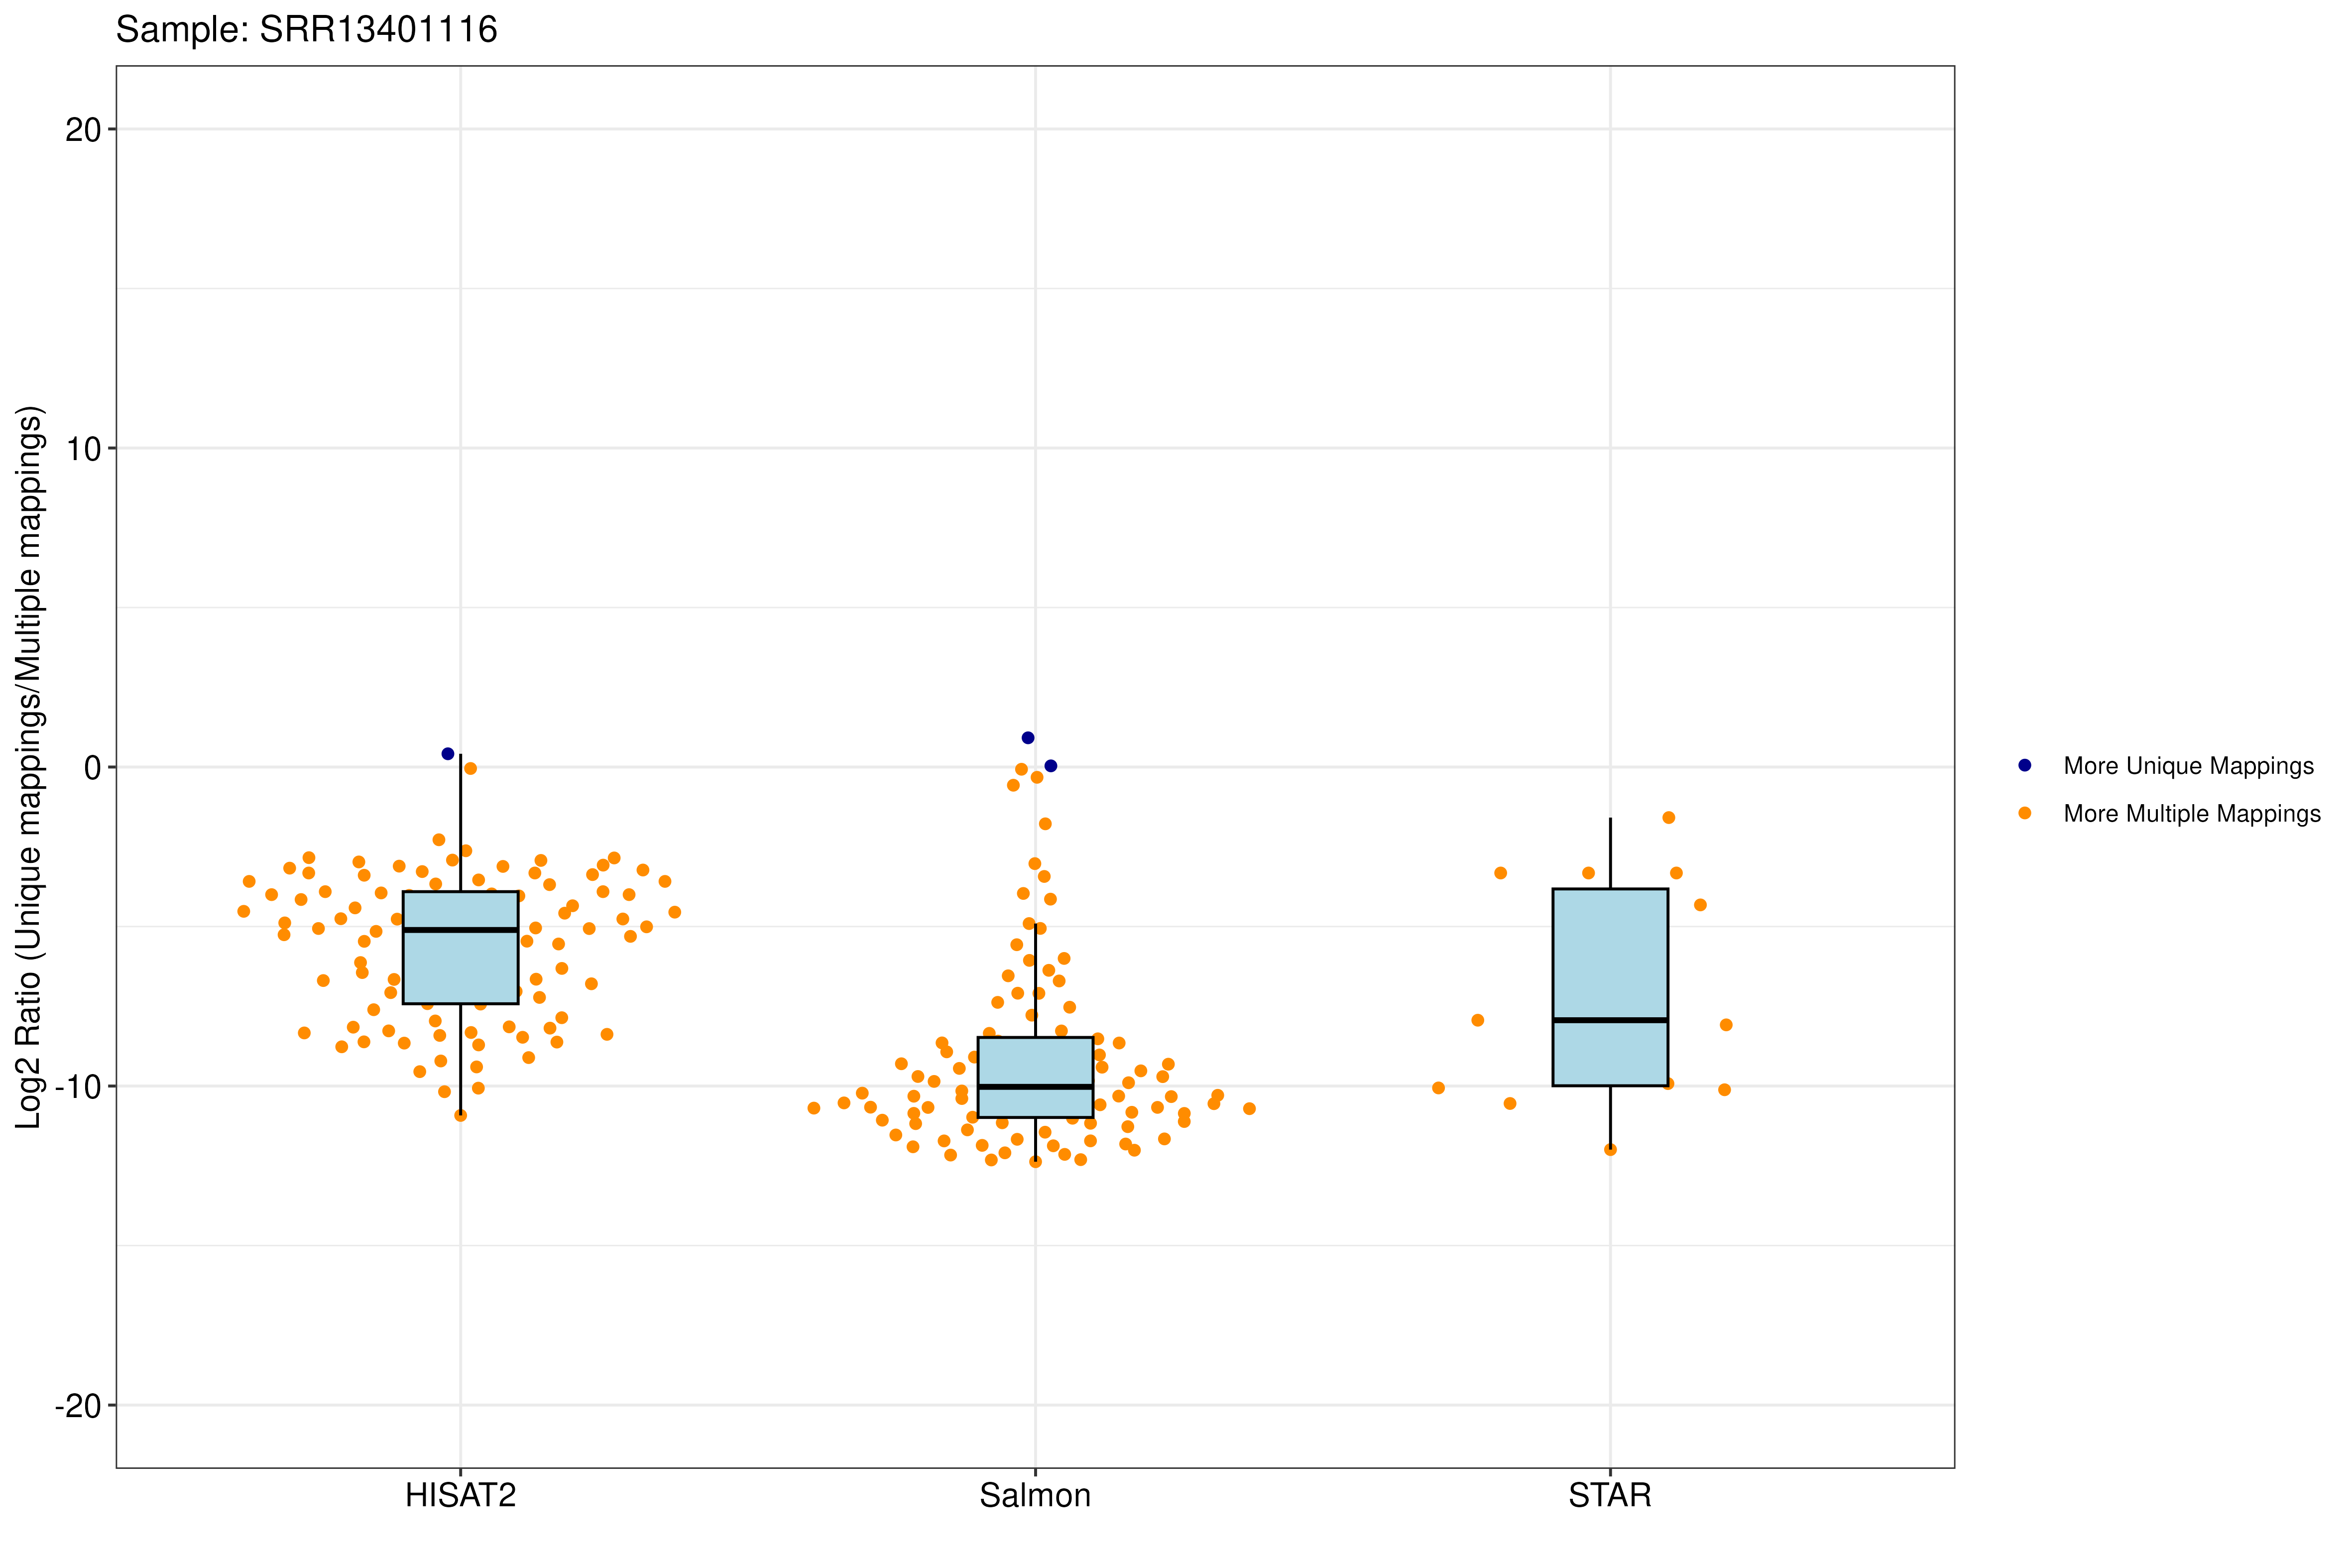 Sample: SRR13401116
Log2 Ratio (Unique mappings/Multiple mappings)
20
10
0
-10
-20
HISAT2
Salmon
STAR
More Unique Mappings
More Multiple Mappings